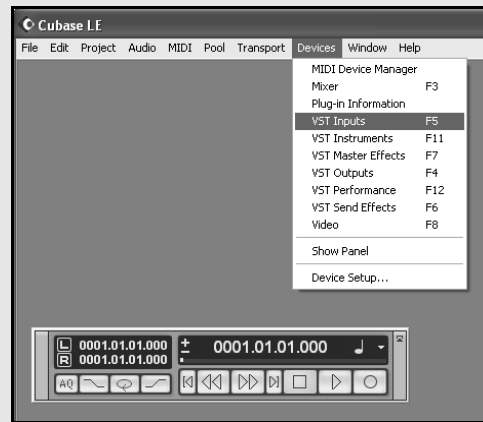 Cubase LE
File Edit Project Audio MIDI Pool Transport Devices Window Help
MIDI Device Manager
Mixer F3
Plug-in Information
VST Inputs F5
VST Instruments F11
VST Master Effects F7
VST Outputs F4
VST Performance F12
VST Send Effects F6
Video F8
Show Panel
Device Setup...
L 0001.01.01.000 0001.01.01.000
R 0001.01.01.000
AQ